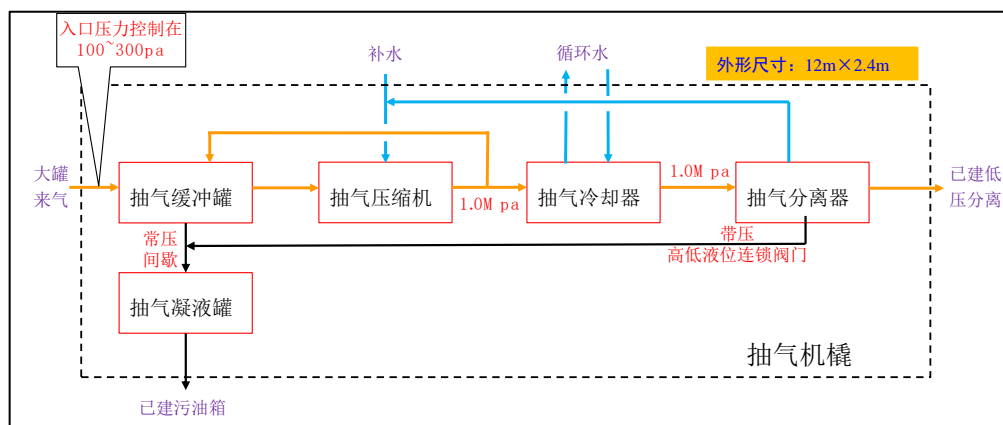 入口压力控制在
100~300pa
补水
循环水
外形尺寸：12m×2.4m
大罐
来气
抽气缓冲罐
抽气压缩机
1.0M pa
抽气冷却器
1.0M pa
抽气分离器
已建低
压分离
常压
间歇
带压
高低液位连锁阀门
抽气凝液罐
抽气机橇
已建污油箱